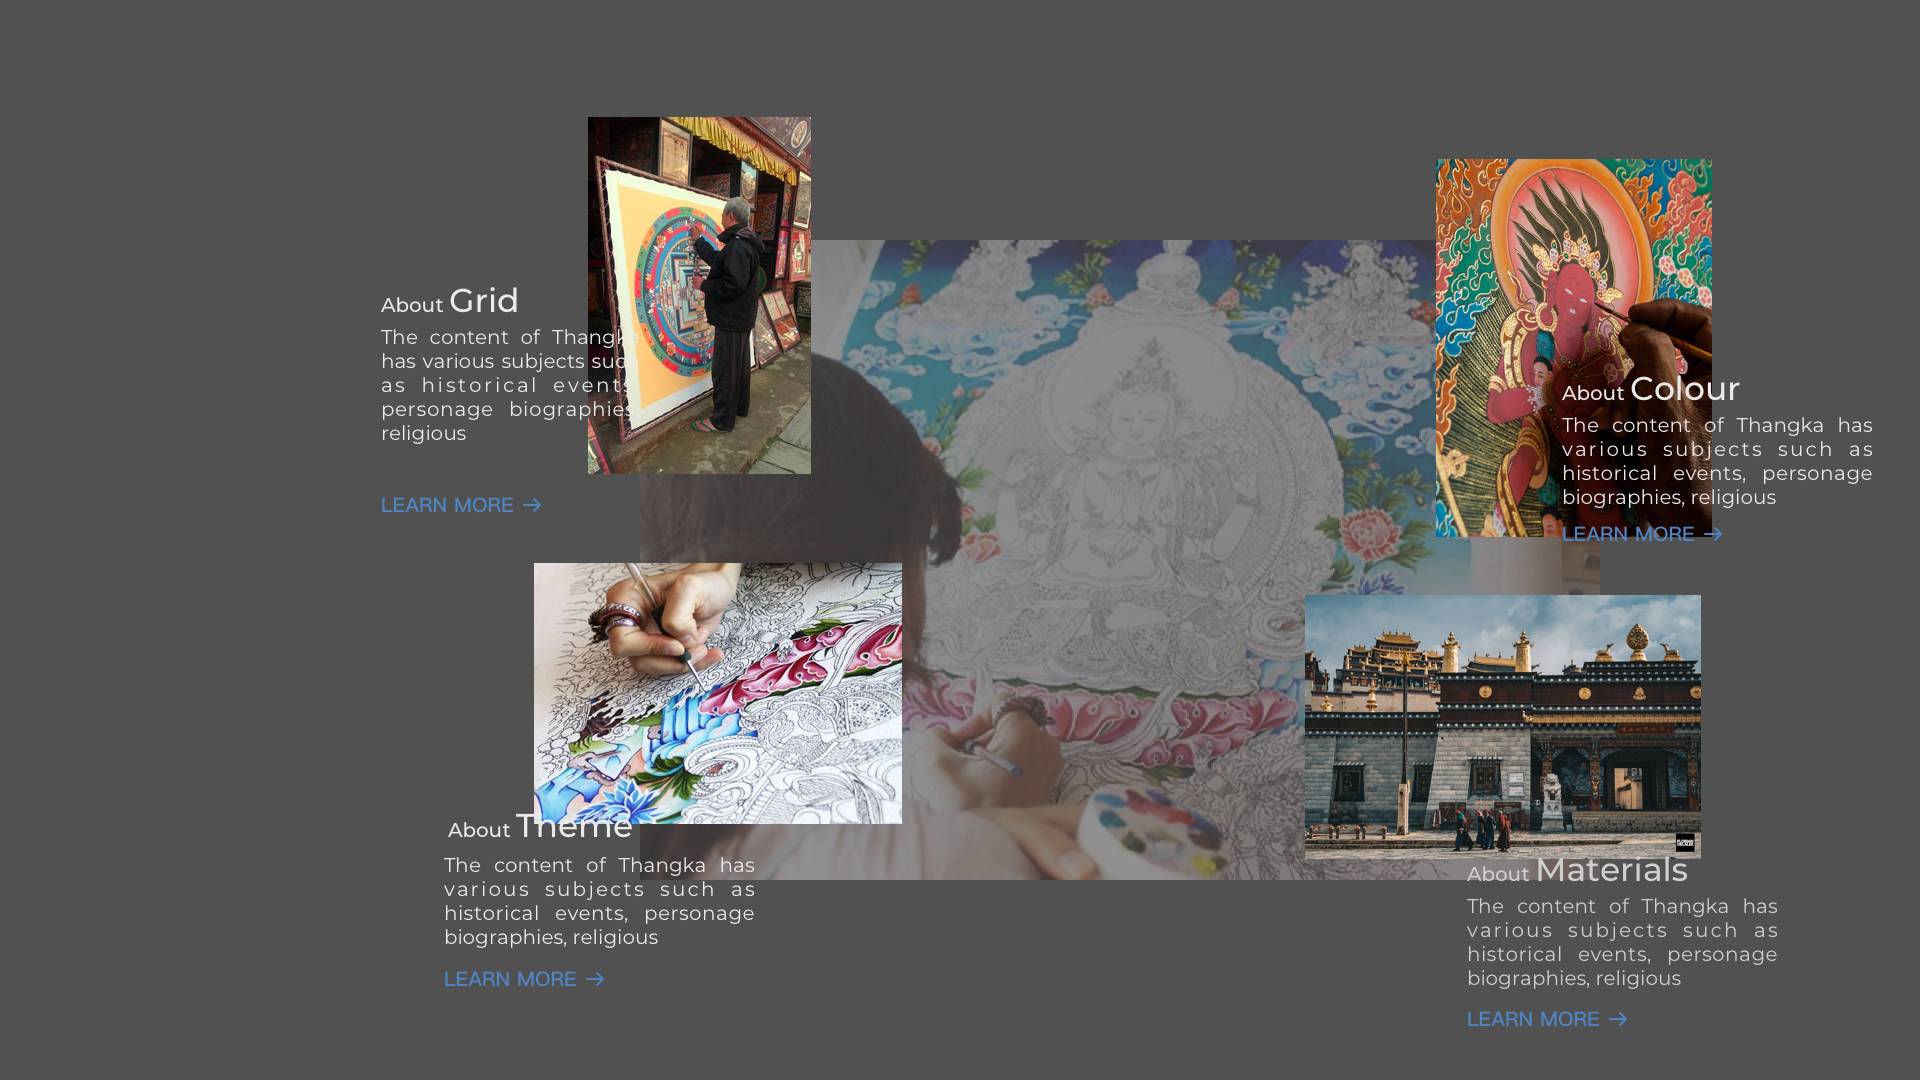 About Grid
The content of Thangka
has various subjects such
as historical events,
personage biographies,
religious
LEARN MORE →
About Colour
The content of Thangka has
various subjects such as
historical events, personage
biographies, religious
LEARN MORE →
About Theme
The content of Thangka has
various subjects such as
historical events, personage
biographies, religious
LEARN MORE →
About Materials
The content of Thangka has
various subjects such as
historical events, personage
biographies, religious
LEARN MORE →